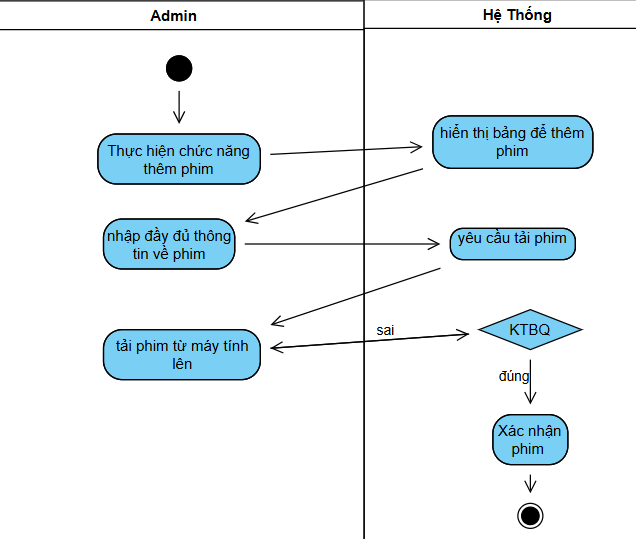 Admin
Hệ Thống
Thực hiện chức năng
thêm phim
hiển thị bảng để thêm
phim
nhập đầy đủ thông
tin về phim
yêu cầu tải phim
tải phim từ máy tính
lên
sai
KTBQ
đúng
Xác nhận
phim